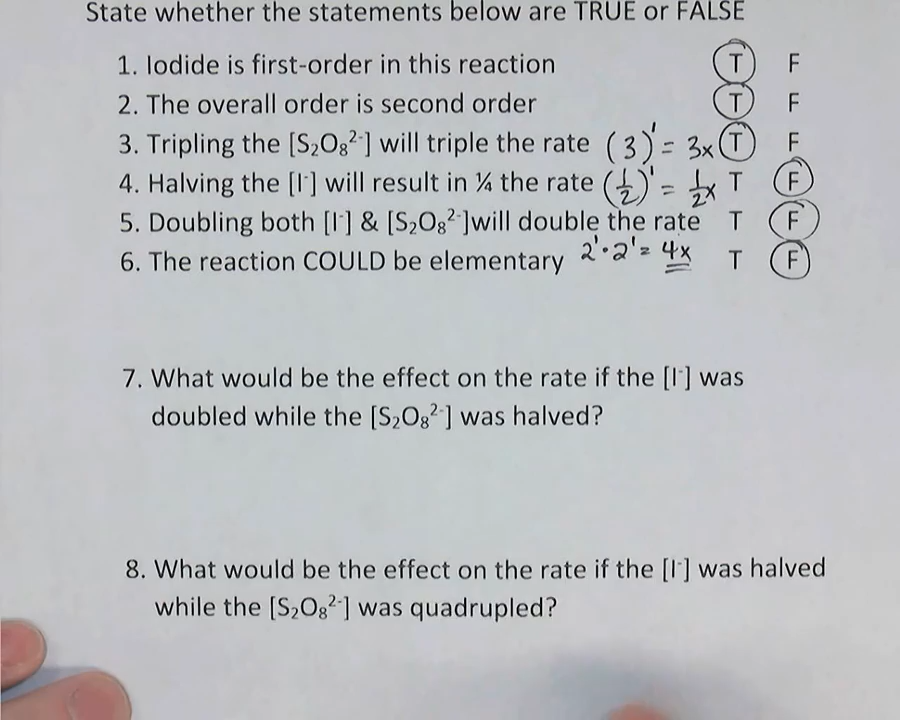 State whether the statements below are TRUE or FALSE
1. Iodide is first-order in this reaction T F
2. The overall order is second order T F
3. Tripling the [S₂O₈²⁻] will triple the rate (3)¹ = 3x T F
4. Halving the [I⁻] will result in ¼ the rate (1/2)¹ = 1/2x T F
5. Doubling both [I⁻] & [S₂O₈²⁻]will double the rate T F
6. The reaction COULD be elementary 2¹·2¹= 4x T F
7. What would be the effect on the rate if the [I⁻] was
doubled while the [S₂O₈²⁻] was halved?
8. What would be the effect on the rate if the [I⁻] was halved
while the [S₂O₈²⁻] was quadrupled?